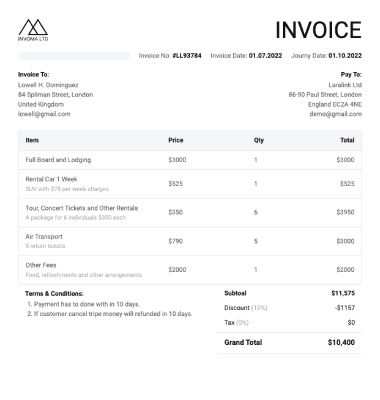 INVOICE
INVOMA LTD
Invoice No: #LL93784 Invoice Date: 01.07.2022 Journy Date: 01.10.2022
Invoice To:
Lowell H. Dominguez
84 Spilman Street, London
United Kingdom
lowell@gmail.com
Pay To:
Laralink Ltd
86-90 Paul Street, London
England EC2A 4NE
demo@gmail.com
Item Price Qty Total
Full Board and Lodging $3000 1 $3000
Rental Car 1 Week $525 1 $525
SUV with $75 per week charges
Tour, Concert Tickets and Other Rentals $350 6 $3950
A package for 6 individuals $350 each
Air Transport $790 5 $3000
5 return tickets
Other Fees $2000 1 $2000
Food, refreshments and other arrangements
Terms & Conditions:
1. Payment has to done with in 10 days.
2. If customer cancel tripe money will refunded in 10 days.
Subtoal $11,575
Discount (10%) -$1157
Tax (0%) $0
Grand Total $10,400